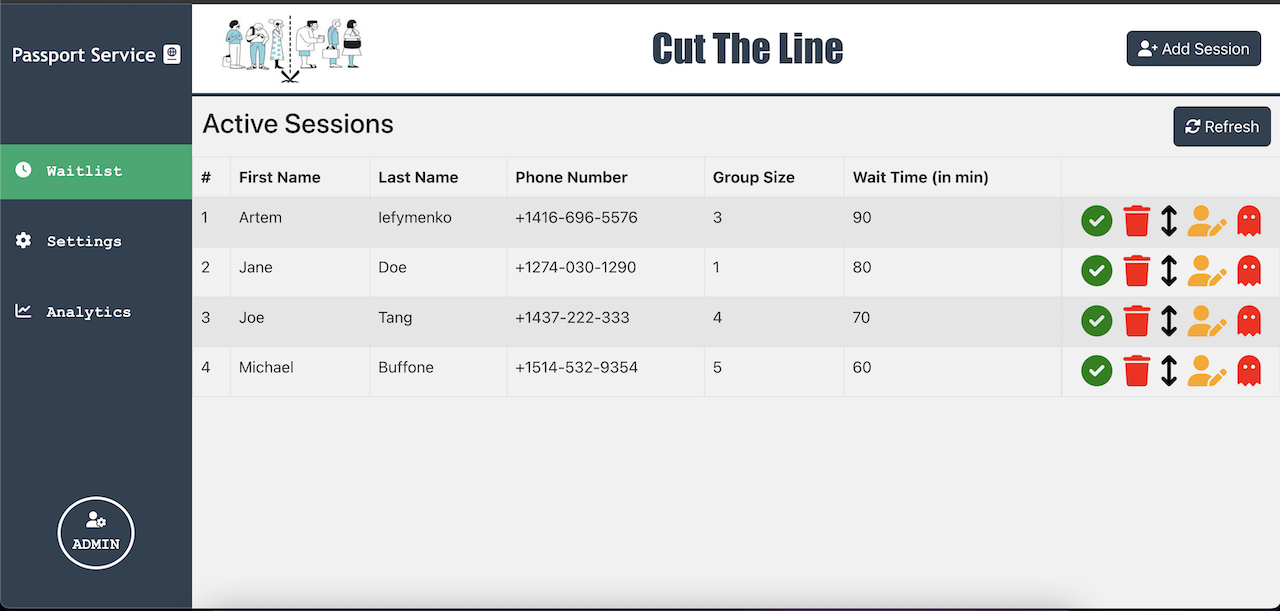 Passport Service
Cut The Line
Add Session
Active Sessions
Refresh
Waitlist
Settings
Analytics
ADMIN
# First Name Last Name Phone Number Group Size Wait Time (in min)
1 Artem Iefymenko +1416-696-5576 3 90
2 Jane Doe +1274-030-1290 1 80
3 Joe Tang +1437-222-333 4 70
4 Michael Buffone +1514-532-9354 5 60